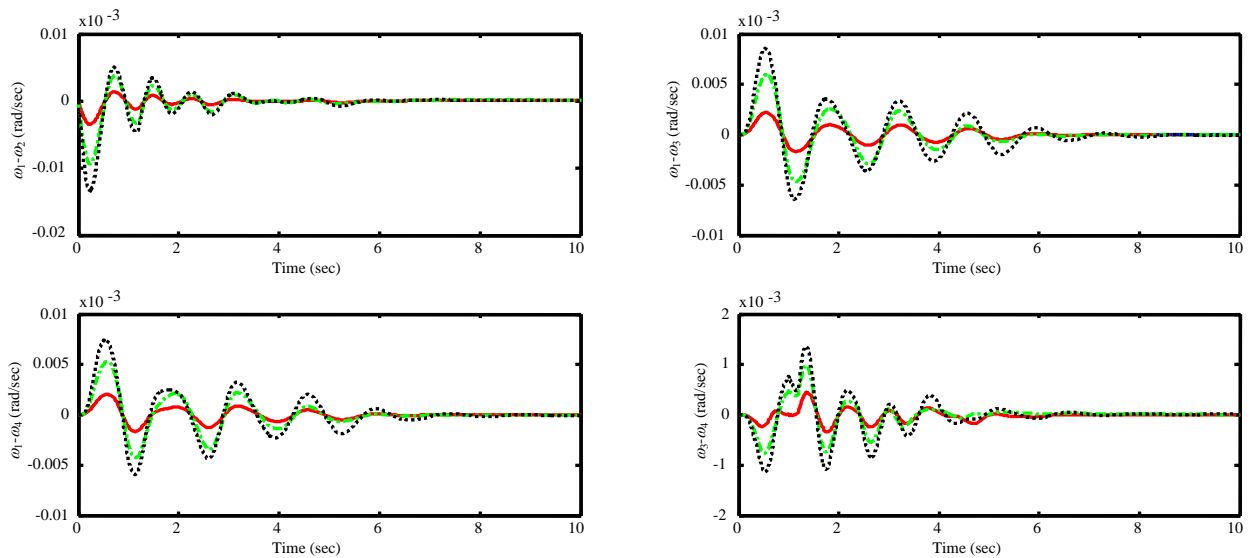 x10 -3
0.01
0
-0.01
-0.02
ω1-ω2 (rad/sec)
0 2 4 6 8 10
Time (sec)
x10 -3
0.01
0.005
0
-0.005
-0.01
ω1-ω3 (rad/sec)
0 2 4 6 8 10
Time (sec)
x10 -3
0.01
0.005
0
-0.005
-0.01
ω1-ω4 (rad/sec)
0 2 4 6 8 10
Time (sec)
x10 -3
2
1
0
-1
-2
ω3-ω4 (rad/sec)
0 2 4 6 8 10
Time (sec)